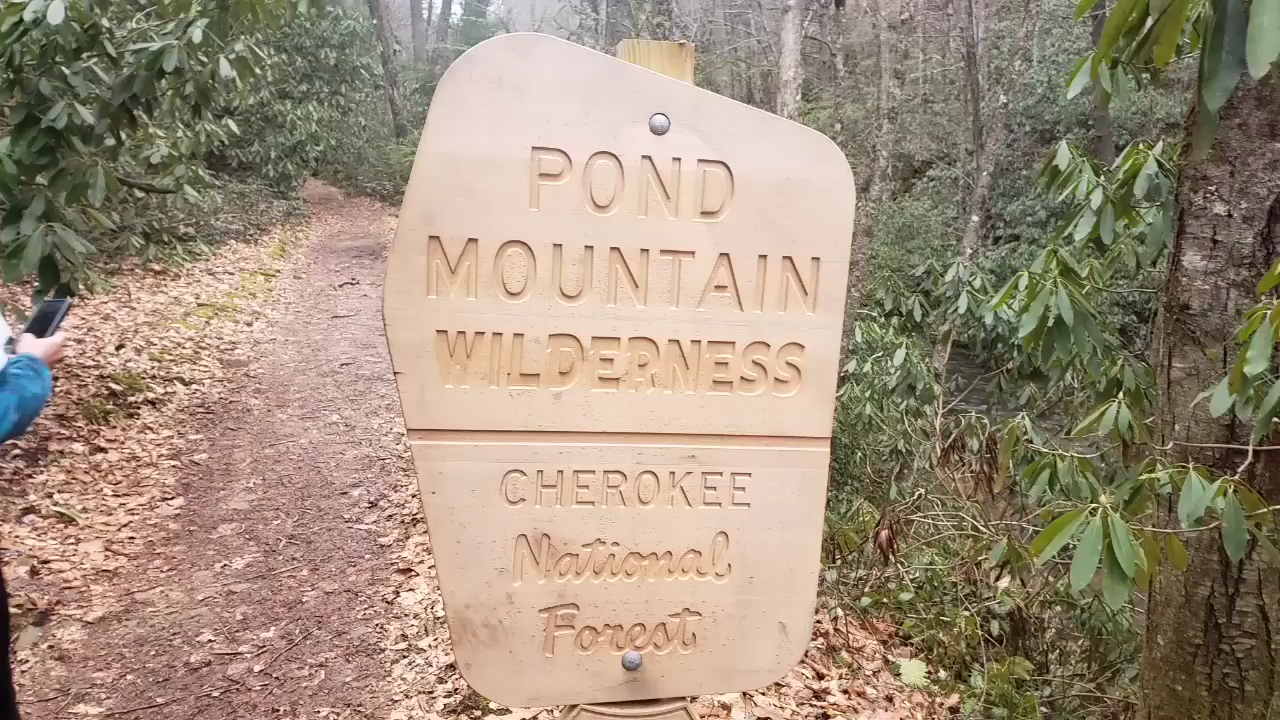 POND
MOUNTAIN
WILDERNESS
CHEROKEE
National
Forest